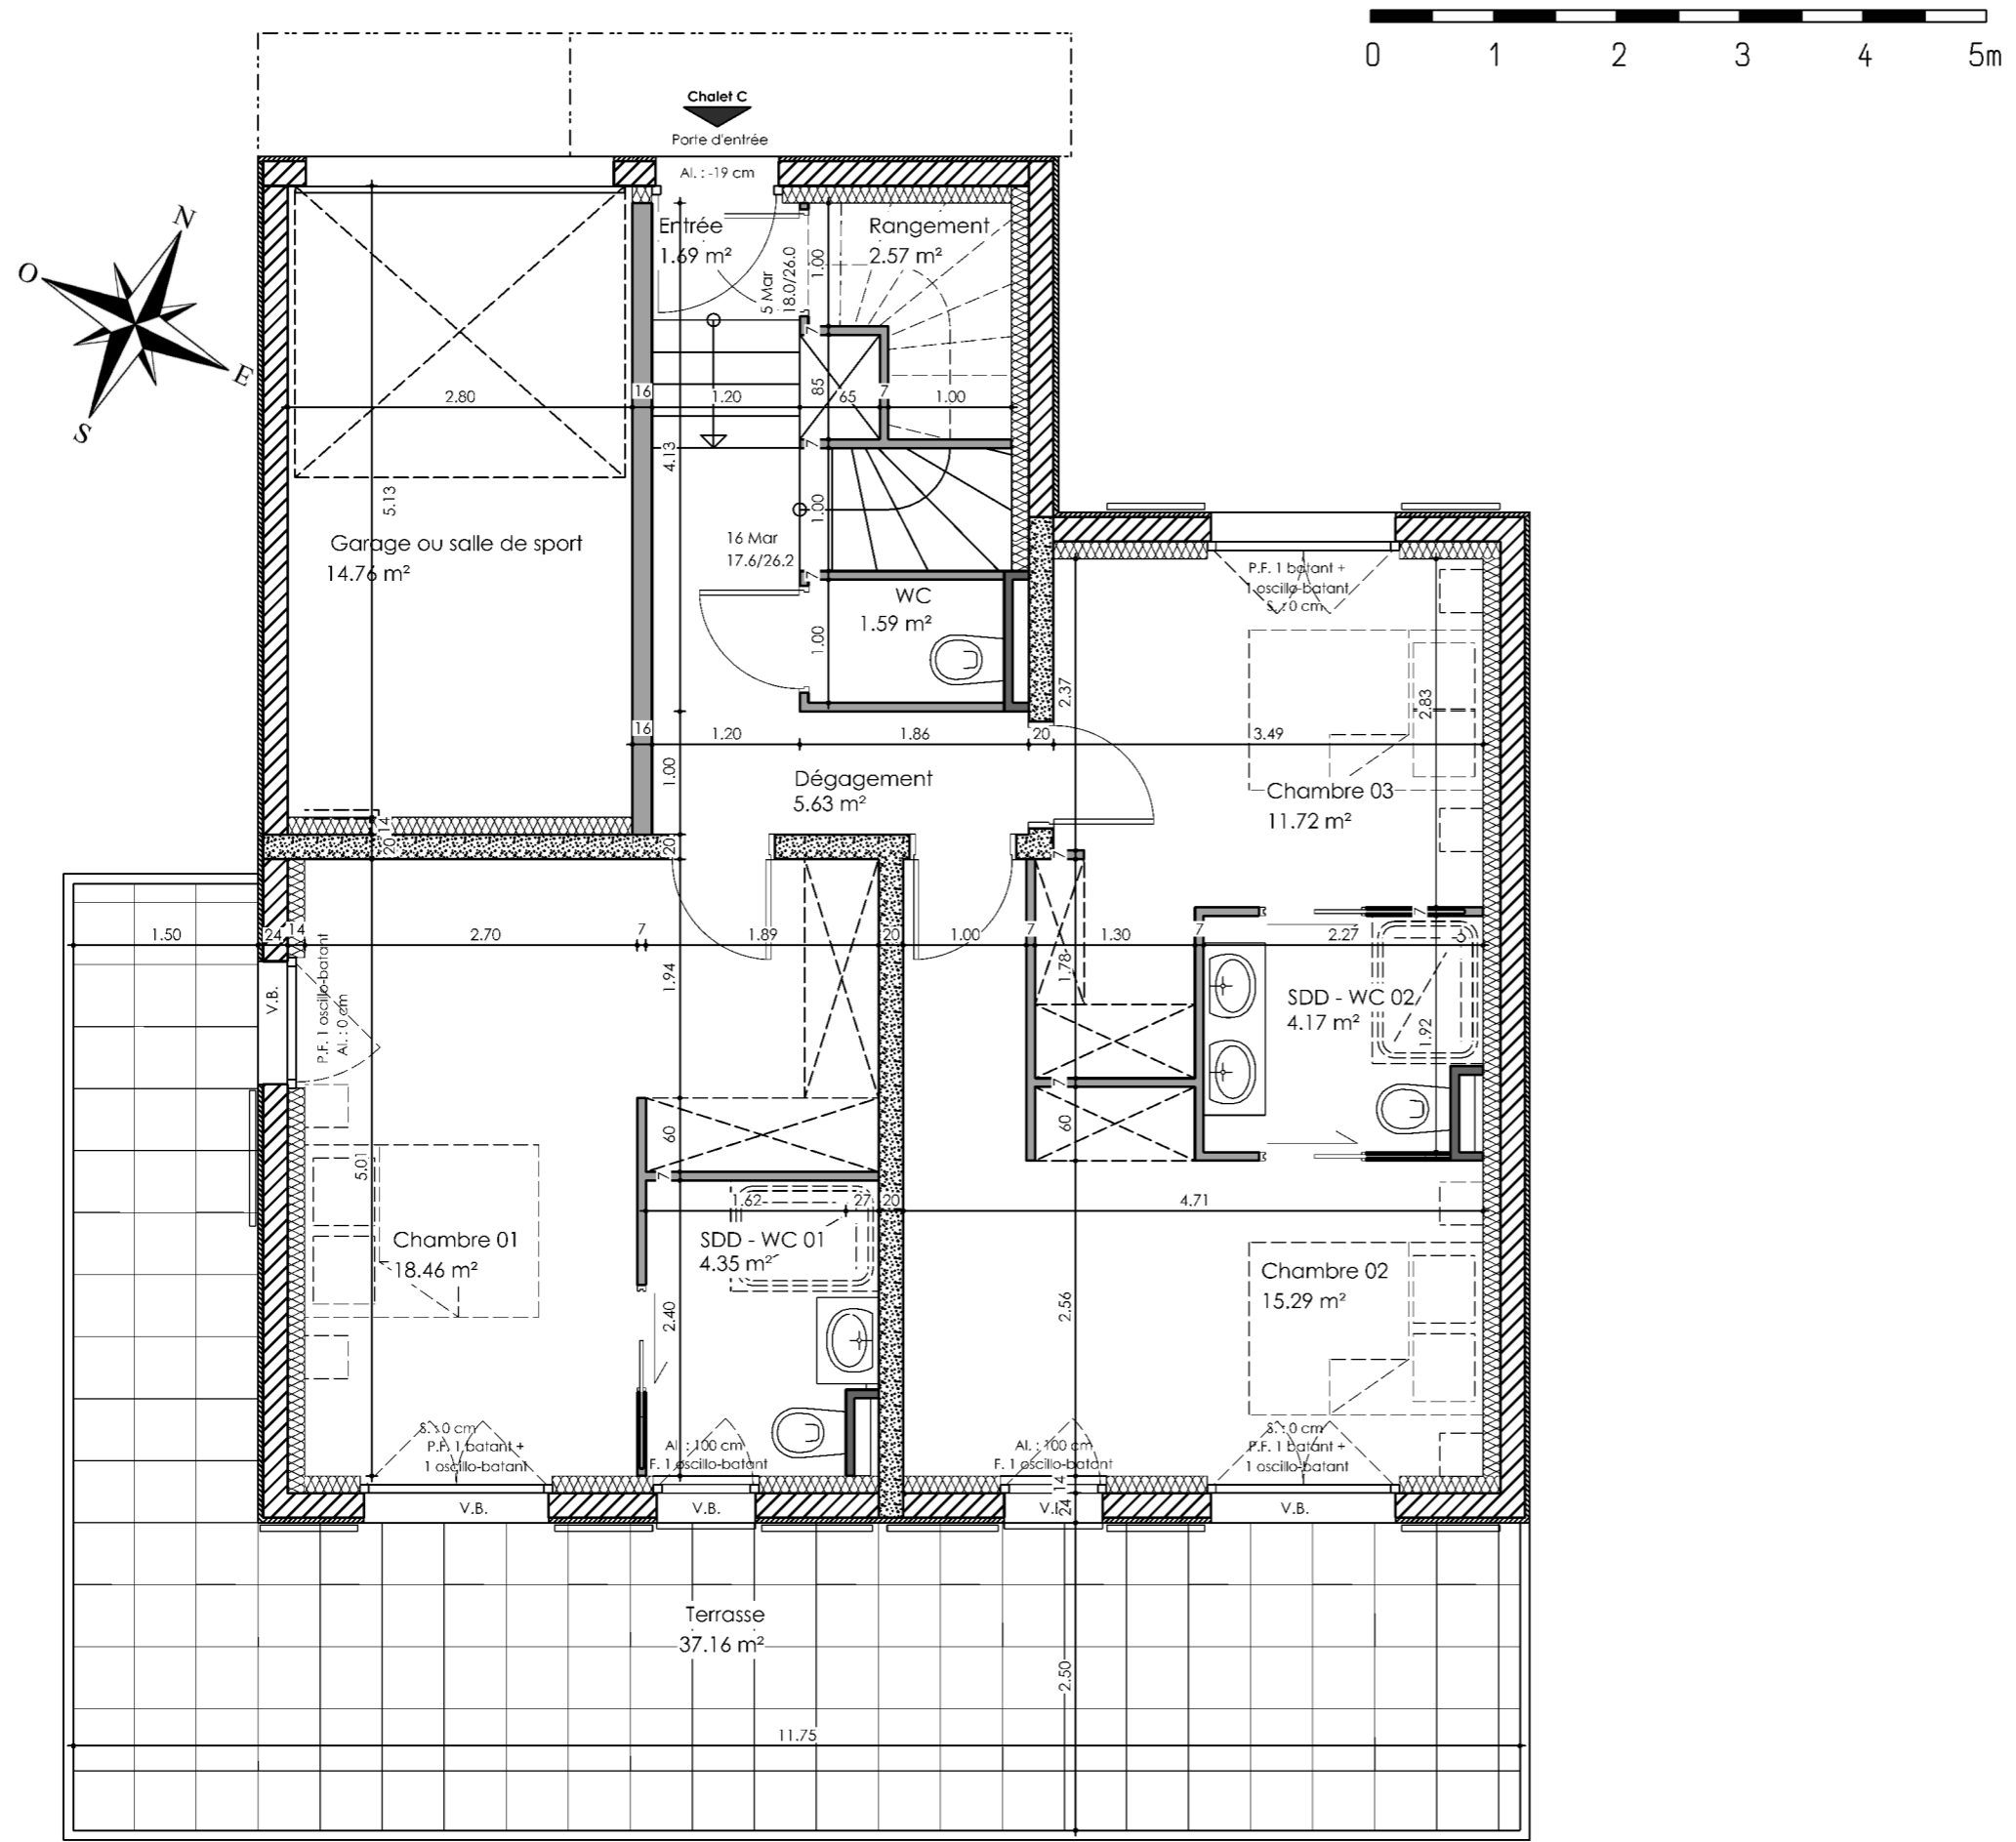 0 1 2 3 4 5m
Chalet C
Porte d'entrée
Al. : -19 cm
N
O
E
S
Entrée
1.69 m²
Rangement
2.57 m²
5 Mar
18.0/26.0
1.00
7
2.80
16
1.20
85
65
7
1.00
4.13
7
5.13
1.00
16 Mar
17.6/26.2
Garage ou salle de sport
14.76 m²
7
WC
1.59 m²
1.00
P.F. 1 batant +
1 oscillo-batant
S. : 0 cm
2.37
2.83
16
1.20
1.86
20
3.49
1.00
Dégagement
5.63 m²
Chambre 03
11.72 m²
14
20
20
7
7
1.50
24
14
2.70
7
1.89
20
1.00
7
1.30
7
2.27
V.B.
P.F. 1 oscillo-batant
Al. : 0 cm
1.94
1.78
SDD - WC 02
4.17 m²
1.92
7
60
60
5.01
7
1.62
27
20
4.71
Chambre 01
18.46 m²
SDD - WC 01
4.35 m²
Chambre 02
15.29 m²
2.40
2.56
S. : 0 cm
P.F. 1 batant +
1 oscillo-batant
Al. : 100 cm
F. 1 oscillo-batant
Al. : 100 cm
F. 1 oscillo-batant
S. : 0 cm
P.F. 1 batant +
1 oscillo-batant
14
24
V.B.
V.B.
V.B.
Terrasse
37.16 m²
2.50
11.75